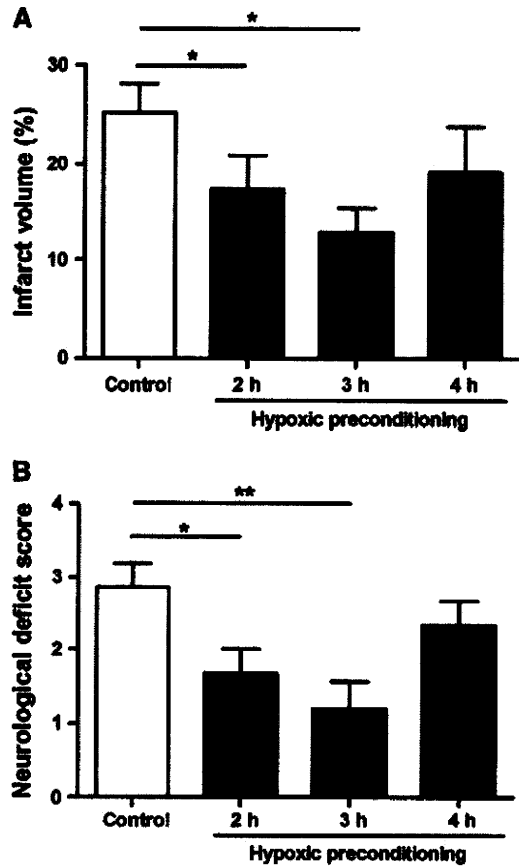 A
*
*
Infarct volume (%)
30
20
10
0
Control
2 h
3 h
4 h
Hypoxic preconditioning
B
**
*
Neurological deficit score
4
3
2
1
0
Control
2 h
3 h
4 h
Hypoxic preconditioning